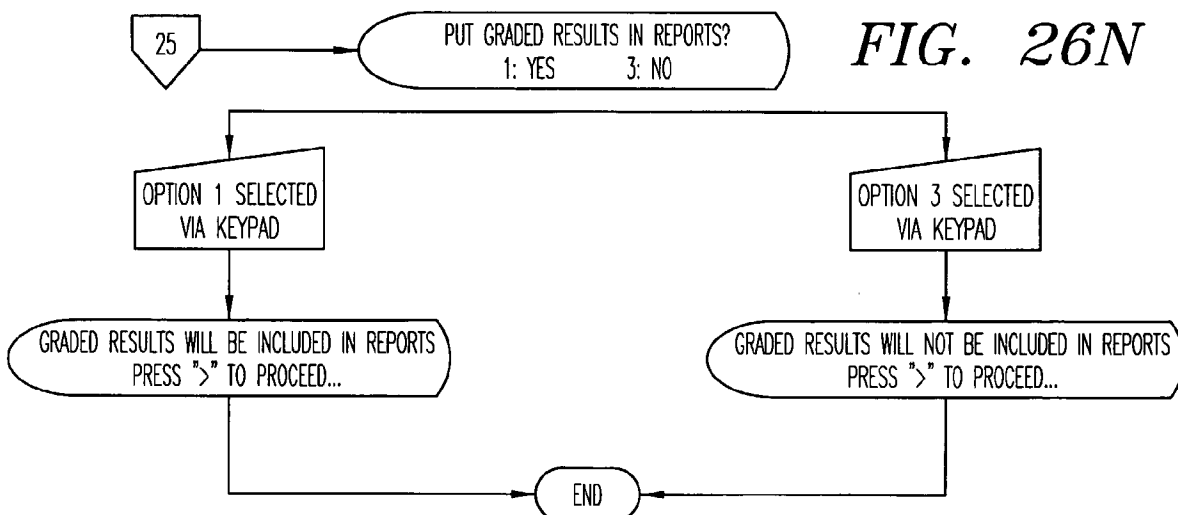 25
PUT GRADED RESULTS IN REPORTS?
1: YES 3: NO
FIG. 26N
OPTION 1 SELECTED
VIA KEYPAD
OPTION 3 SELECTED
VIA KEYPAD
GRADED RESULTS WILL BE INCLUDED IN REPORTS
PRESS ">" TO PROCEED...
GRADED RESULTS WILL NOT BE INCLUDED IN REPORTS
PRESS ">" TO PROCEED...
END